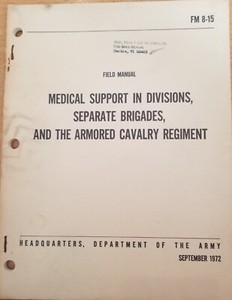 FM 8-15
FIELD MANUAL
MEDICAL SUPPORT IN DIVISIONS,
SEPARATE BRIGADES,
AND THE ARMORED CAVALRY REGIMENT
HEADQUARTERS, DEPARTMENT OF THE ARMY
SEPTEMBER 1972